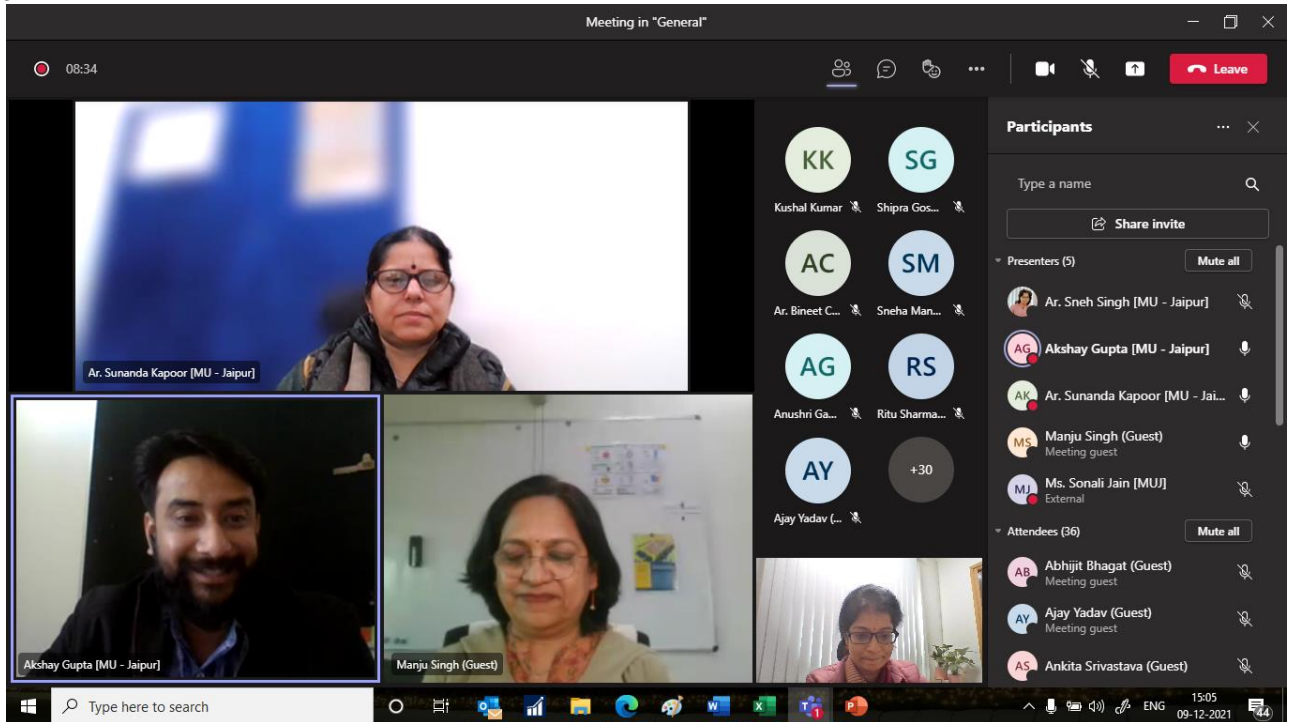 Meeting in "General"
08:34
Leave
Ar. Sunanda Kapoor [MU - Jaipur]
Akshay Gupta [MU - Jaipur]
Manju Singh (Guest)
KK
SG
Kushal Kumar
Shipra Gos...
AC
SM
Ar. Bineet C...
Sneha Man...
AG
RS
Anushri Ga...
Ritu Sharma...
AY
+30
Ajay Yadav (...
Participants
Type a name
Share invite
Presenters (5)
Mute all
Ar. Sneh Singh [MU - Jaipur]
AG
Akshay Gupta [MU - Jaipur]
AK
Ar. Sunanda Kapoor [MU - Jai...
MS
Manju Singh (Guest)
Meeting guest
MJ
Ms. Sonali Jain [MUJ]
External
Attendees (36)
Mute all
AB
Abhijit Bhagat (Guest)
Meeting guest
AY
Ajay Yadav (Guest)
Meeting guest
AS
Ankita Srivastava (Guest)
Type here to search
ENG
15:05
09-12-2021
44